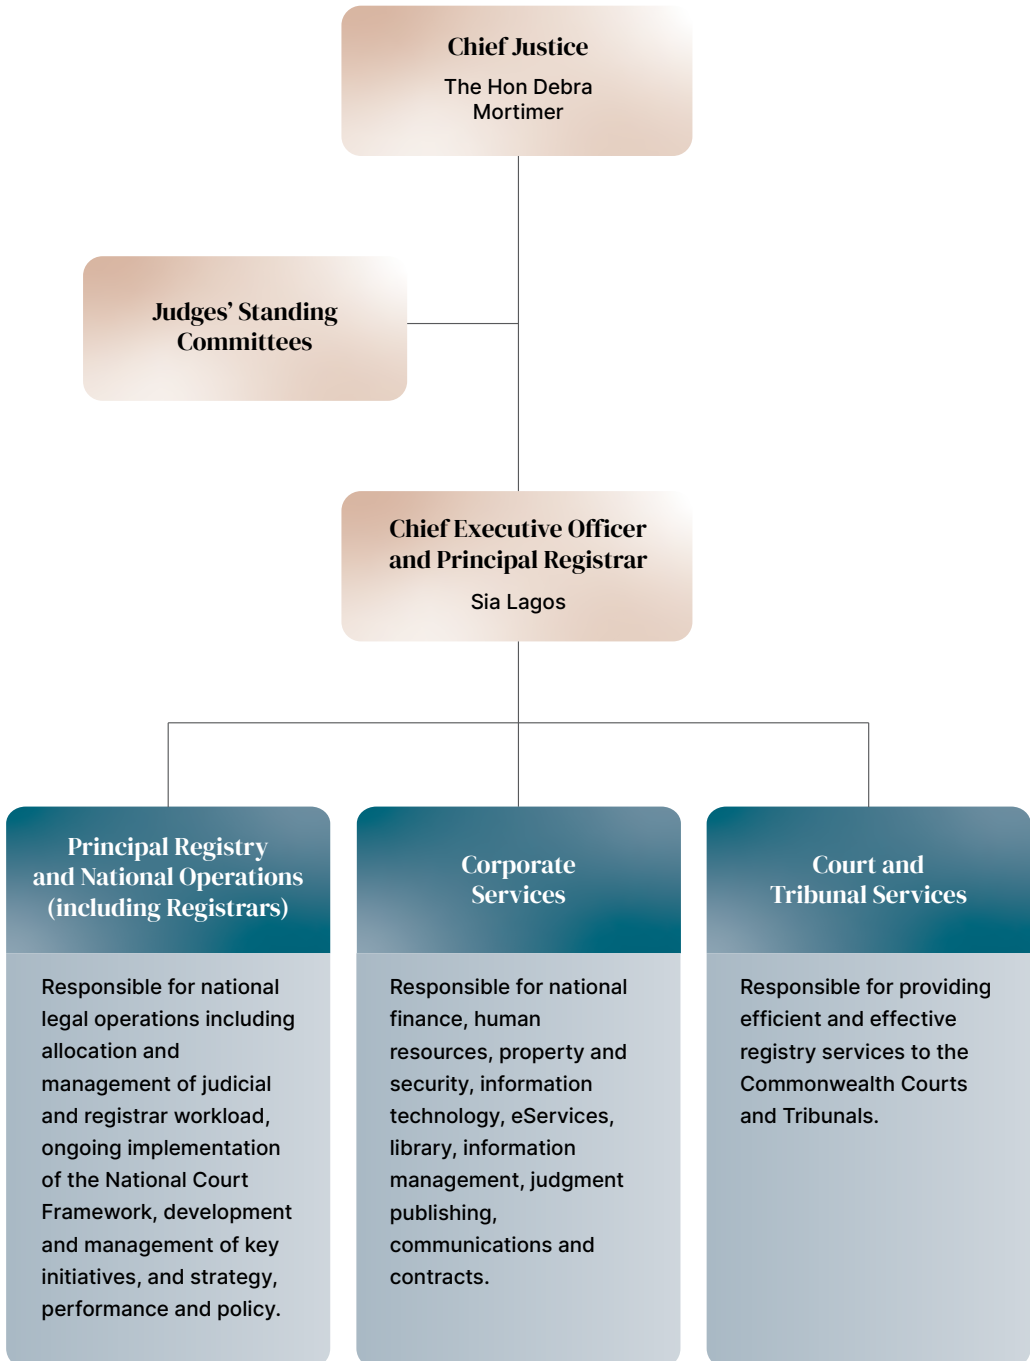 Chief Justice
The Hon Debra
Mortimer
Judges’ Standing
Committees
Chief Executive Officer
and Principal Registrar
Sia Lagos
Principal Registry
and National Operations
(including Registrars)
Responsible for national
legal operations including
allocation and
management of judicial
and registrar workload,
ongoing implementation
of the National Court
Framework, development
and management of key
initiatives, and strategy,
performance and policy.
Corporate
Services
Responsible for national
finance, human
resources, property and
security, information
technology, eServices,
library, information
management, judgment
publishing,
communications and
contracts.
Court and
Tribunal Services
Responsible for providing
efficient and effective
registry services to the
Commonwealth Courts
and Tribunals.